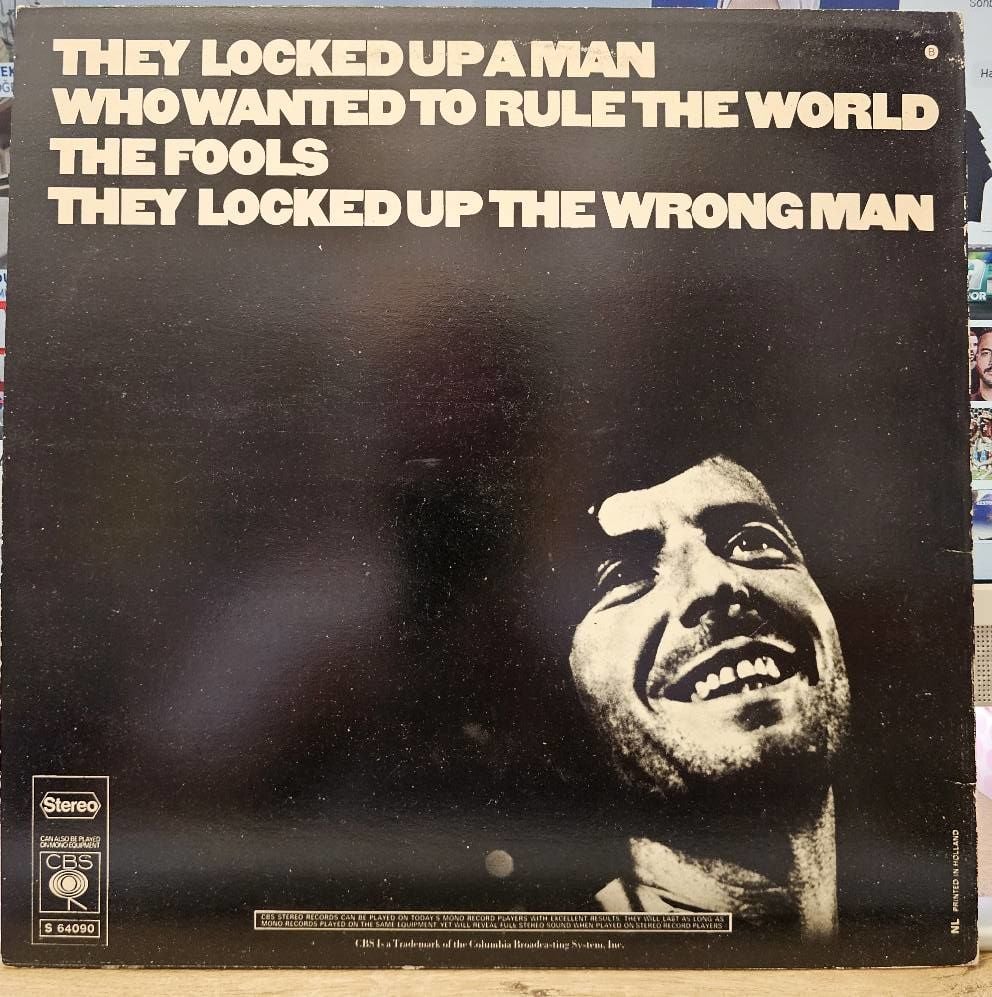 THEY LOCKED UP A MAN
B
WHO WANTED TO RULE THE WORLD
THE FOOLS
THEY LOCKED UP THE WRONG MAN
Stereo
CAN ALSO BE PLAYED
ON MONO EQUIPMENT
CBS
S 64090
CBS STEREO RECORDS CAN BE PLAYED ON TODAY'S MONO RECORD PLAYERS WITH EXCELLENT RESULTS. THEY WILL LAST AS LONG AS
MONO RECORDS PLAYED ON THE SAME EQUIPMENT YET WILL REVEAL FULL STEREO SOUND WHEN PLAYED ON STEREO RECORD PLAYERS
CBS Is a Trademark of the Columbia Broadcasting System, Inc.
NL PRINTED IN HOLLAND